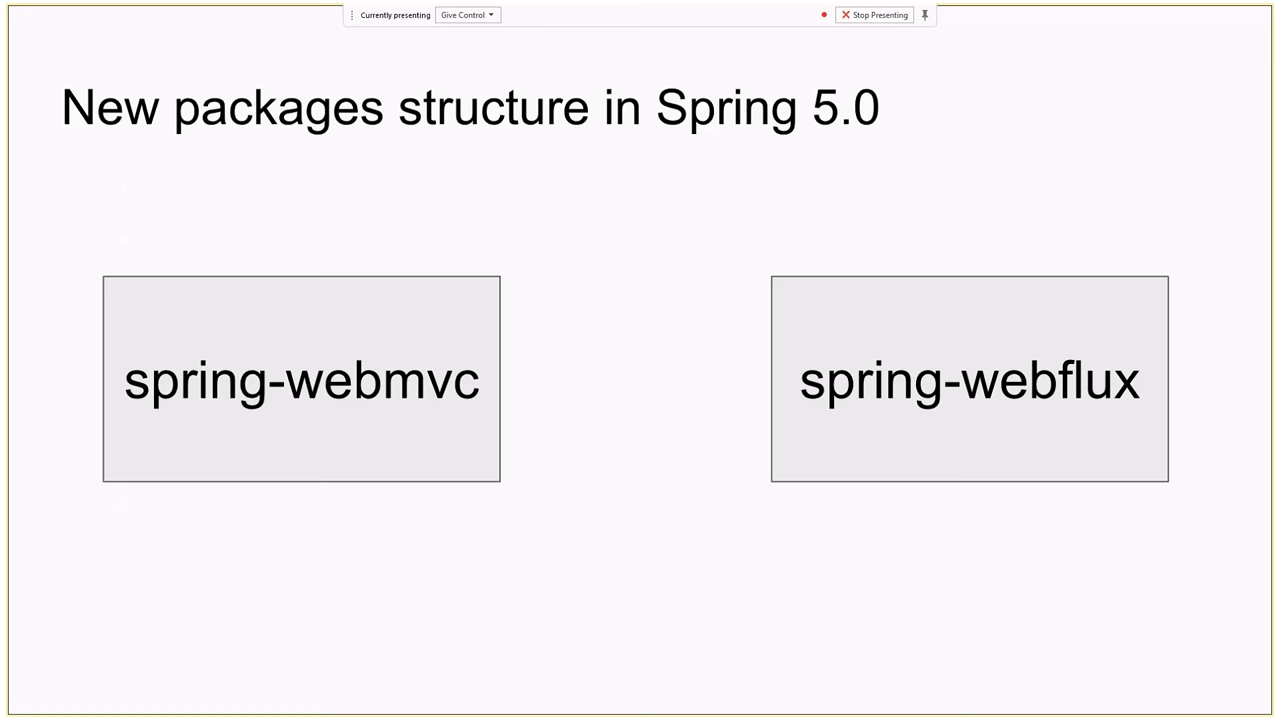 Currently presenting Give Control Stop Presenting
New packages structure in Spring 5.0
spring-webmvc
spring-webflux